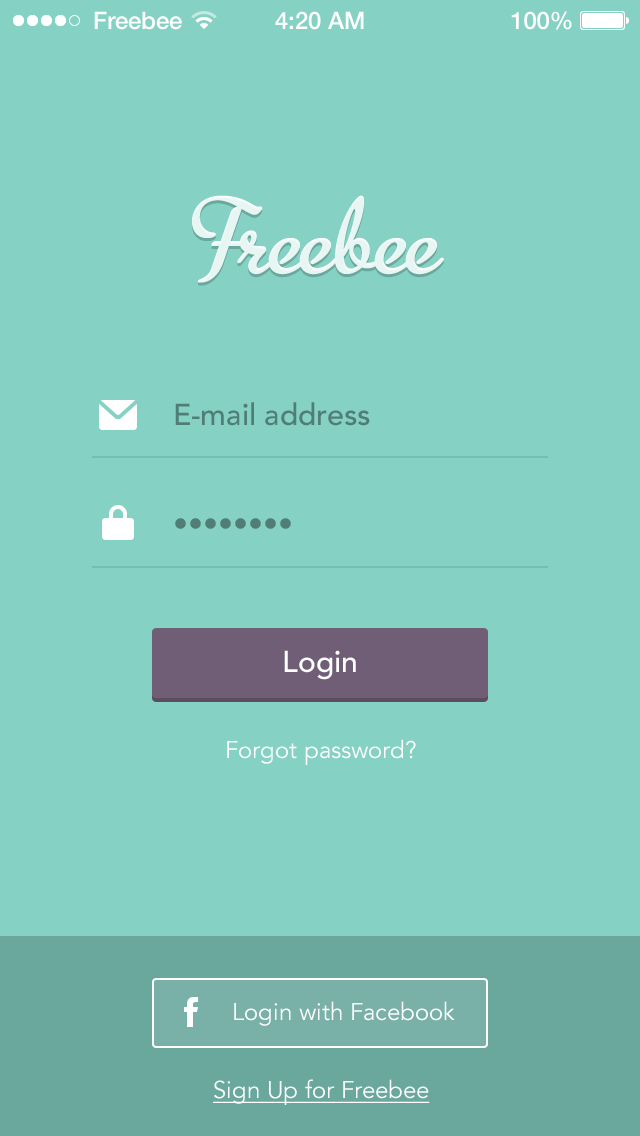 Freebee 4:20 AM 100%
Freebee
E-mail address
••••••••
Login
Forgot password?
Login with Facebook
Sign Up for Freebee